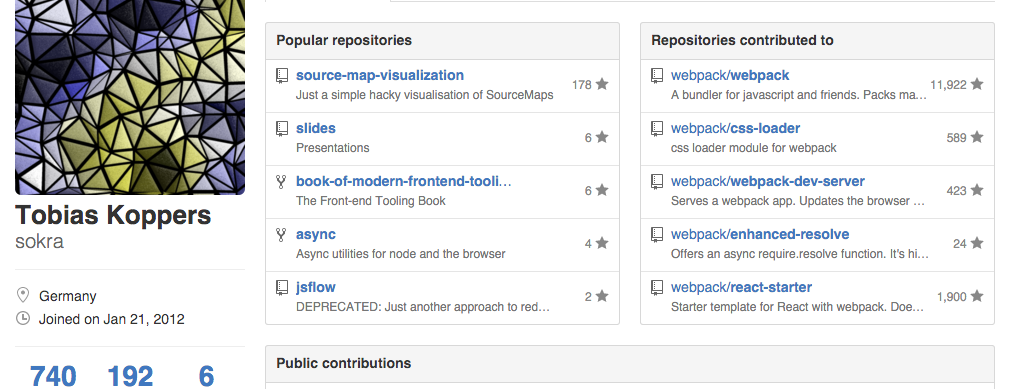 Tobias Koppers
sokra
Germany
Joined on Jan 21, 2012
740 192 6
Popular repositories
source-map-visualization
Just a simple hacky visualisation of SourceMaps
178
slides
Presentations
6
book-of-modern-frontend-tooli…
The Front-end Tooling Book
6
async
Async utilities for node and the browser
4
jsflow
DEPRECATED: Just another approach to red…
2
Repositories contributed to
webpack/webpack
A bundler for javascript and friends. Packs ma…
11,922
webpack/css-loader
css loader module for webpack
589
webpack/webpack-dev-server
Serves a webpack app. Updates the browser …
423
webpack/enhanced-resolve
Offers an async require.resolve function. It's hi…
24
webpack/react-starter
Starter template for React with webpack. Doe…
1,900
Public contributions